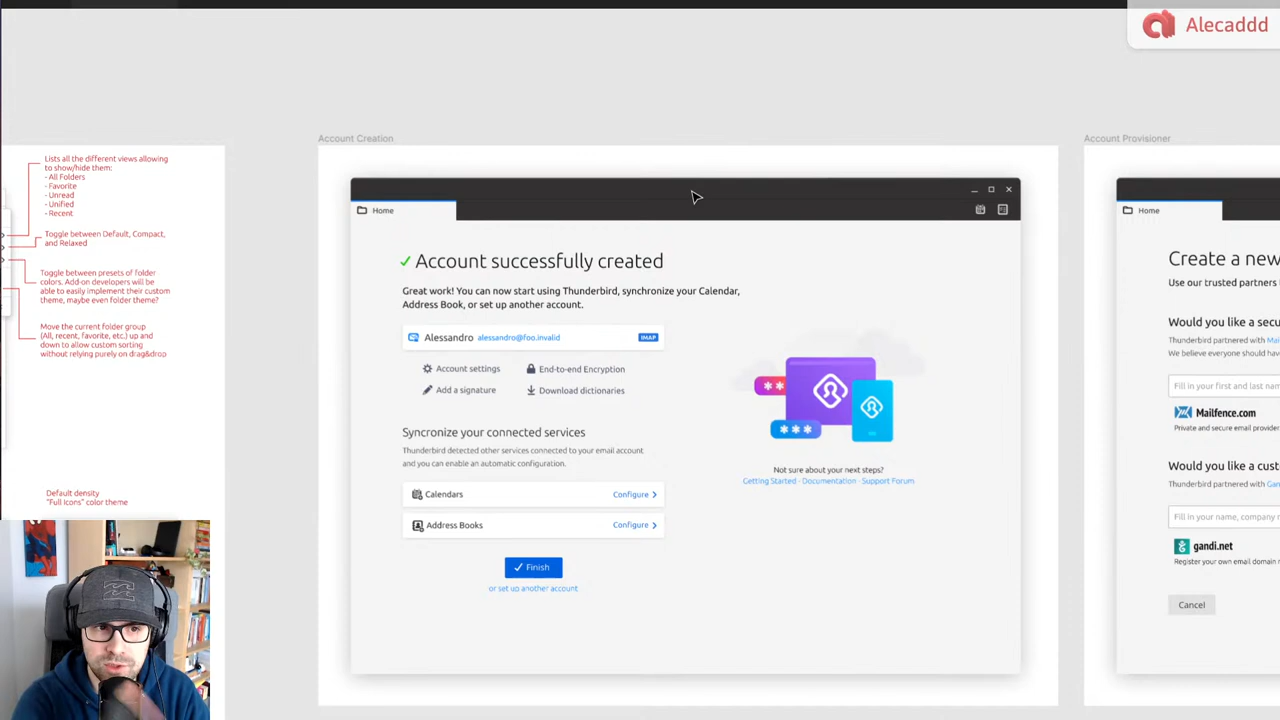 Alecaddd
Account Creation
Account Provisioner
Lists all the different views allowing
to show/hide them:
- All Folders
- Favorite
- Unread
- Unified
- Recent
Toggle between Default, Compact,
and Relaxed
Toggle between presets of folder
colors. Add-on developers will be
able to easily implement their custom
theme, maybe even folder theme?
Move the current folder group
(All, recent, favorite, etc.) up and
down to allow custom sorting
without relying purely on drag&drop
Default density
"Full Icons" color theme
Home
Account successfully created
Great work! You can now start using Thunderbird, synchronize your Calendar,
Address Book, or set up another account.
Alessandro alessandro@foo.invalid IMAP
Account settings End-to-end Encryption
Add a signature Download dictionaries
Syncronize your connected services
Thunderbird detected other services connected to your email account
and you can enable an automatic configuration.
Calendars Configure
Address Books Configure
Finish
or set up another account
Not sure about your next steps?
Getting Started - Documentation - Support Forum
Home
Create a new
Use our trusted partners
Would you like a secu
Thunderbird partnered with Mai
We believe everyone should hav
Fill in your first and last nam
Mailfence.com
Private and secure email provider
Would you like a custo
Thunderbird partnered with Gan
Fill in your name, company n
gandi.net
Register your own email domain n
Cancel